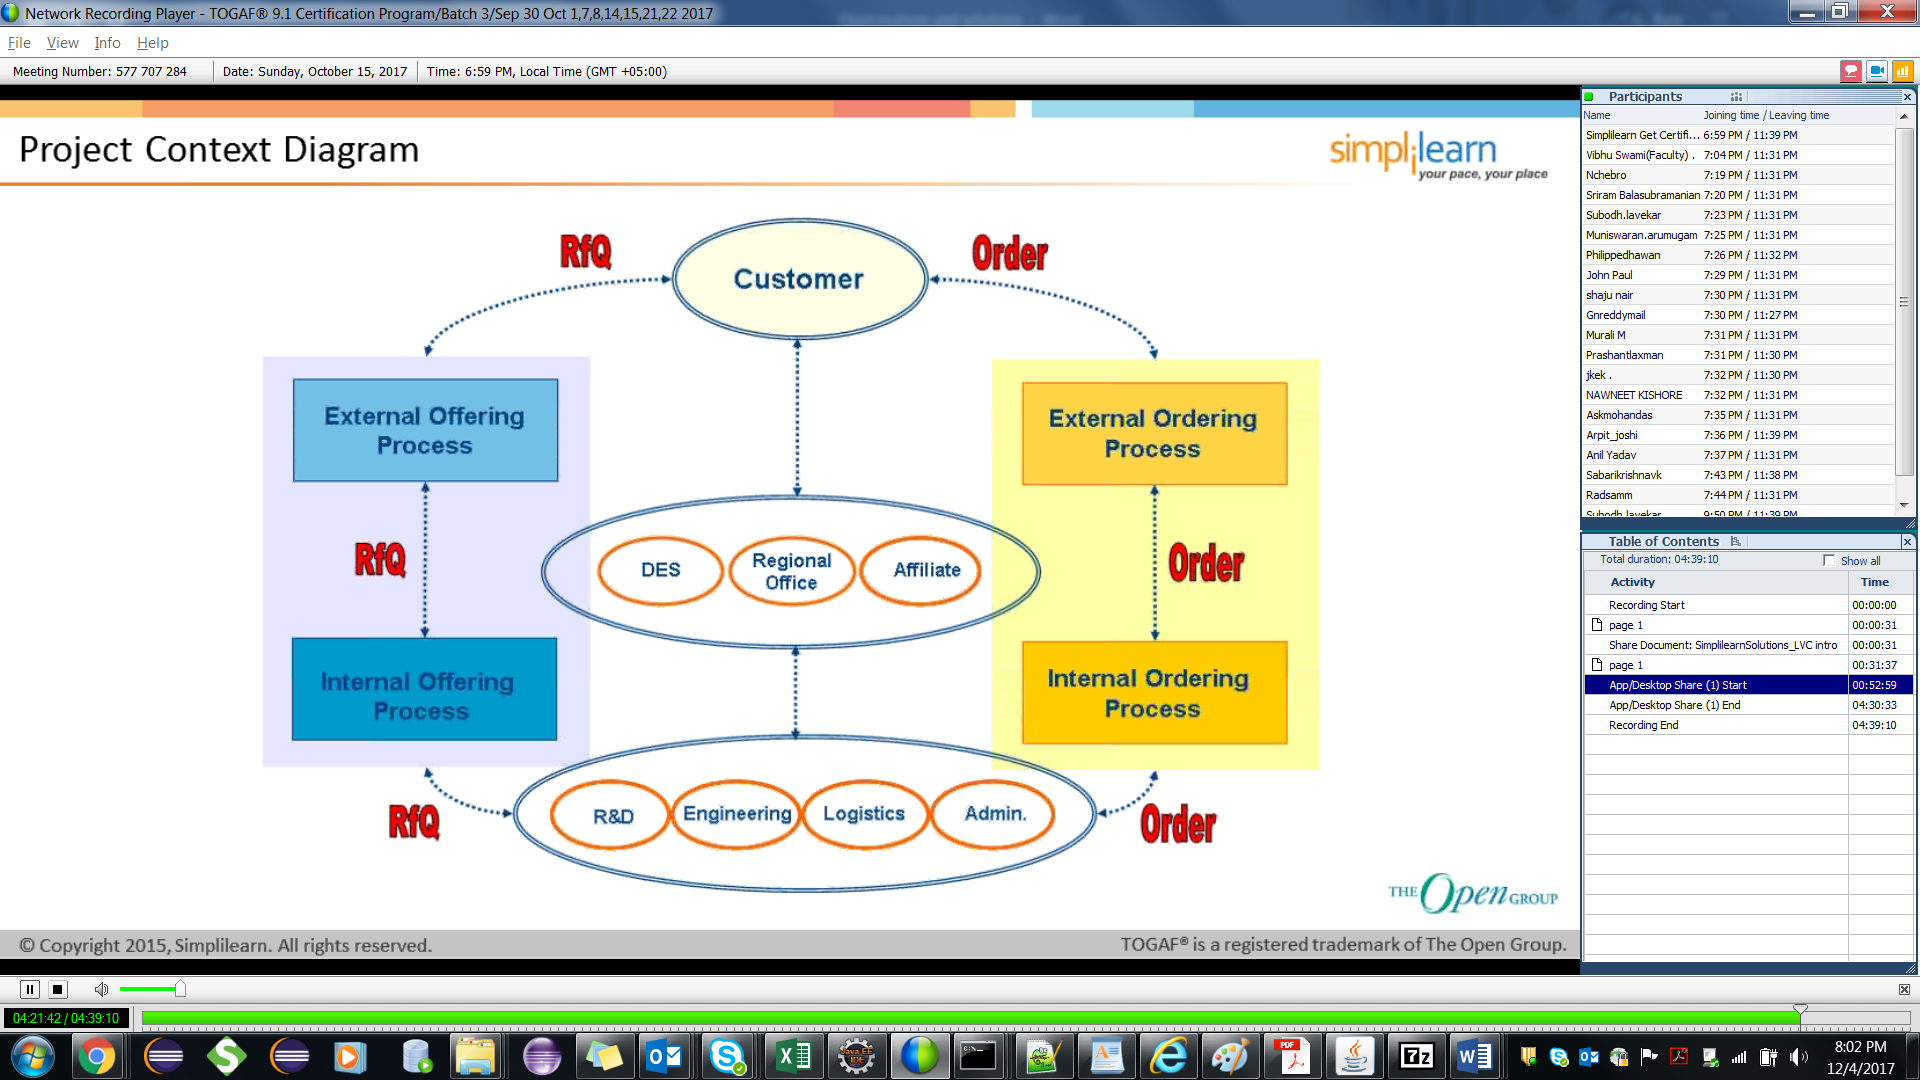 Network Recording Player - TOGAF® 9.1 Certification Program/Batch 3/Sep 30 Oct 1,7,8,14,15,21,22 2017
File View Info Help
Meeting Number: 577 707 284 Date: Sunday, October 15, 2017 Time: 6:59 PM, Local Time (GMT +05:00)
Project Context Diagram
simplilearn
your pace, your place
RfQ
Order
Customer
External Offering
Process
External Ordering
Process
RfQ
Order
DES
Regional
Office
Affiliate
Internal Offering
Process
Internal Ordering
Process
RfQ
Order
R&D
Engineering
Logistics
Admin.
THE Open GROUP
© Copyright 2015, Simplilearn. All rights reserved.
TOGAF® is a registered trademark of The Open Group.
Participants
Name Joining time / Leaving time
Simplilearn Get Certifi... 6:59 PM / 11:39 PM
Vibhu Swami(Faculty) . 7:04 PM / 11:31 PM
Nchebro 7:19 PM / 11:31 PM
Sriram Balasubramanian 7:20 PM / 11:31 PM
Subodh.lavekar 7:23 PM / 11:31 PM
Muniswaran.arumugam 7:25 PM / 11:31 PM
Philippedhawan 7:26 PM / 11:32 PM
John Paul 7:29 PM / 11:31 PM
shaju nair 7:30 PM / 11:31 PM
Gnreddymail 7:30 PM / 11:27 PM
Murali M 7:31 PM / 11:31 PM
Prashantlaxman 7:31 PM / 11:30 PM
jkek . 7:32 PM / 11:30 PM
NAWNEET KISHORE 7:32 PM / 11:31 PM
Askmohandas 7:35 PM / 11:31 PM
Arpit_joshi 7:36 PM / 11:39 PM
Anil Yadav 7:37 PM / 11:31 PM
Sabarikrishnavk 7:43 PM / 11:38 PM
Radsamm 7:44 PM / 11:31 PM
Subodh.lavekar 9:50 PM / 11:39 PM
Table of Contents
Total duration: 04:39:10 Show all
Activity Time
Recording Start 00:00:00
page 1 00:00:31
Share Document: SimplilearnSolutions_LVC intro 00:00:31
page 1 00:31:37
App/Desktop Share (1) Start 00:52:59
App/Desktop Share (1) End 04:30:33
Recording End 04:39:10
04:21:42 / 04:39:10
Java EE
IDE
PDF
7z
8:02 PM
12/4/2017